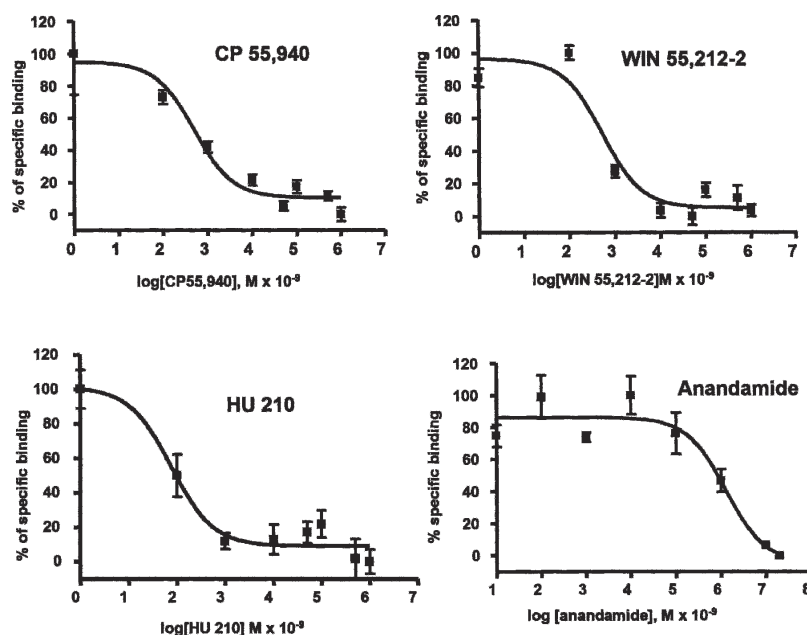 CP 55,940
% of specific binding
120
100
80
60
40
20
0
0 1 2 3 4 5 6 7
log[CP55,940], M x 10⁻⁹
WIN 55,212-2
% of specific binding
120
100
80
60
40
20
0
0 1 2 3 4 5 6 7
log[WIN 55,212-2]M x 10⁻⁹
HU 210
% of specific binding
120
100
80
60
40
20
0
0 1 2 3 4 5 6 7
log[HU 210] M x 10⁻⁹
Anandamide
% of specific binding
120
100
80
60
40
20
0
1 2 3 4 5 6 7 8
log [anandamide], M x 10⁻⁹